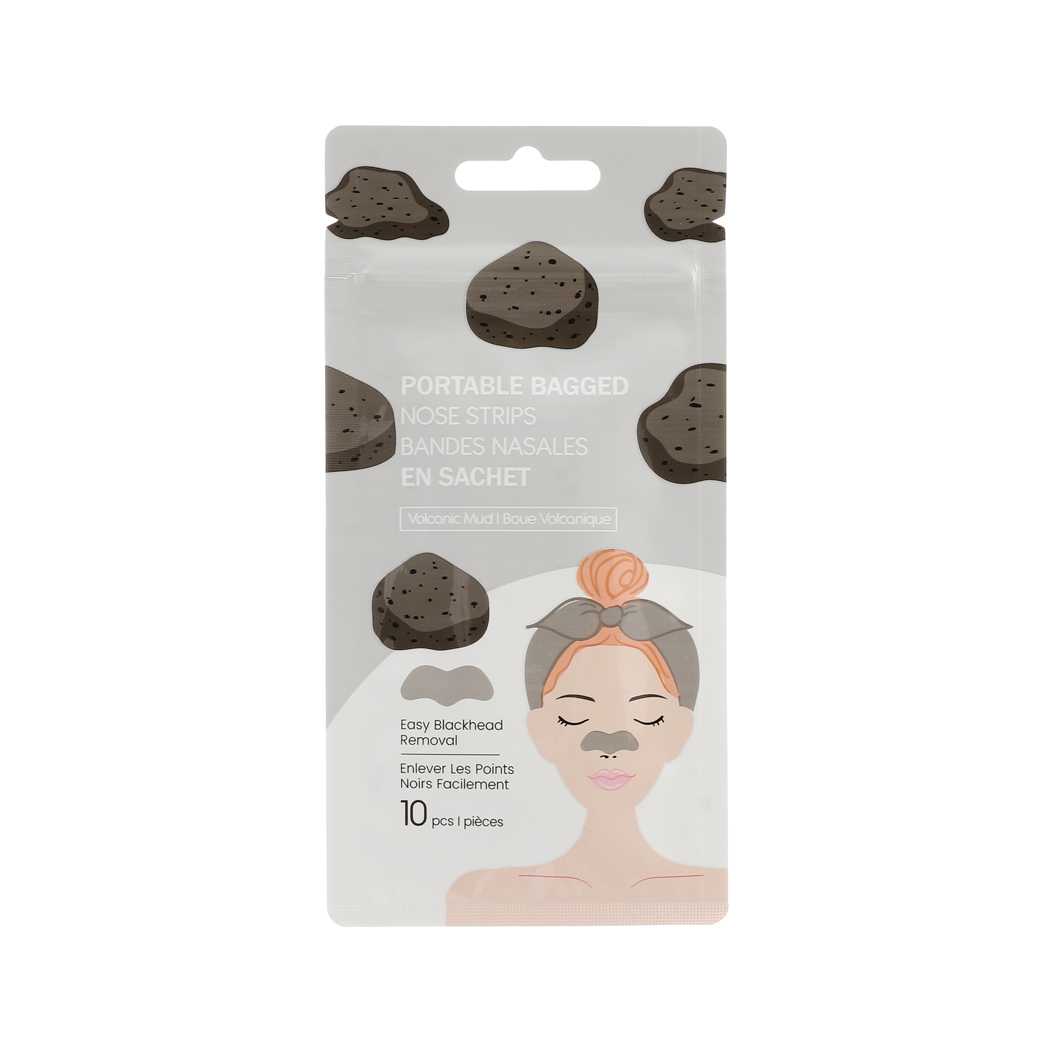 PORTABLE BAGGED
NOSE STRIPS
BANDES NASALES
EN SACHET
Volcanic Mud | Boue Volcanique
Easy Blackhead
Removal
Enlever Les Points
Noirs Facilement
10 pcs | pièces